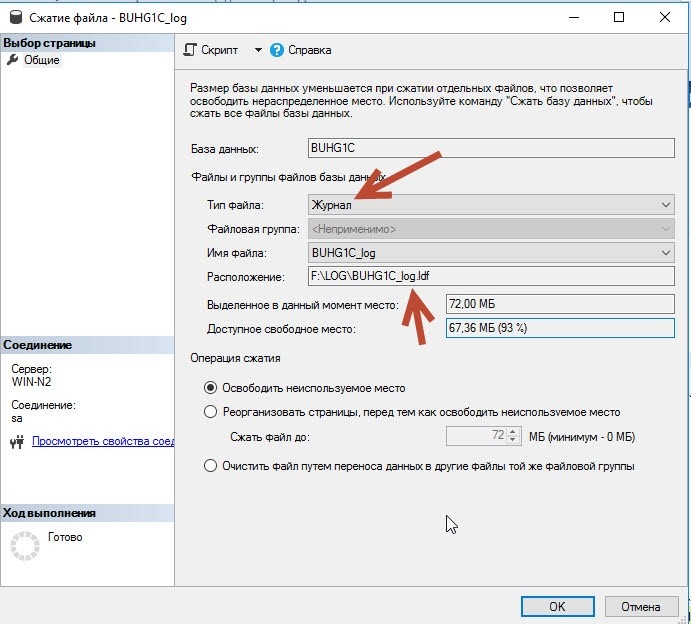 Сжатие файла - BUHG1C_log
Выбор страницы
Общие
Скрипт
Справка
Размер базы данных уменьшается при сжатии отдельных файлов, что позволяет
освободить нераспределенное место. Используйте команду "Сжать базу данных", чтобы
сжать все файлы базы данных.
База данных: BUHG1C
Файлы и группы файлов базы данных
Тип файла: Журнал
Файловая группа: <Неприменимо>
Имя файла: BUHG1C_log
Расположение: F:\LOG\BUHG1C_log.ldf
Выделенное в данный момент место: 72,00 МБ
Доступное свободное место: 67,36 МБ (93 %)
Операция сжатия
Освободить неиспользуемое место
Реорганизовать страницы, перед тем как освободить неиспользуемое место
Сжать файл до: 72 МБ (минимум - 0 МБ)
Очистить файл путем переноса данных в другие файлы той же файловой группы
Соединение
Сервер:
WIN-N2
Соединение:
sa
Просмотреть свойства соед
Ход выполнения
Готово
OK
Отмена